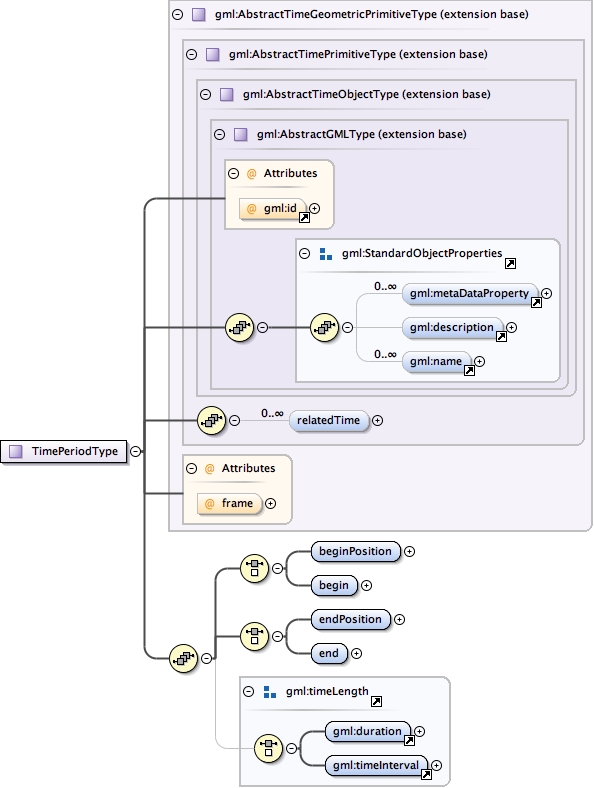 gml:AbstractTimeGeometricPrimitiveType (extension base)
gml:AbstractTimePrimitiveType (extension base)
gml:AbstractTimeObjectType (extension base)
gml:AbstractGMLType (extension base)
@ Attributes
@ gml:id
gml:StandardObjectProperties
0..∞
gml:metaDataProperty
gml:description
0..∞
gml:name
0..∞
relatedTime
TimePeriodType
@ Attributes
@ frame
beginPosition
begin
endPosition
end
gml:timeLength
gml:duration
gml:timeInterval